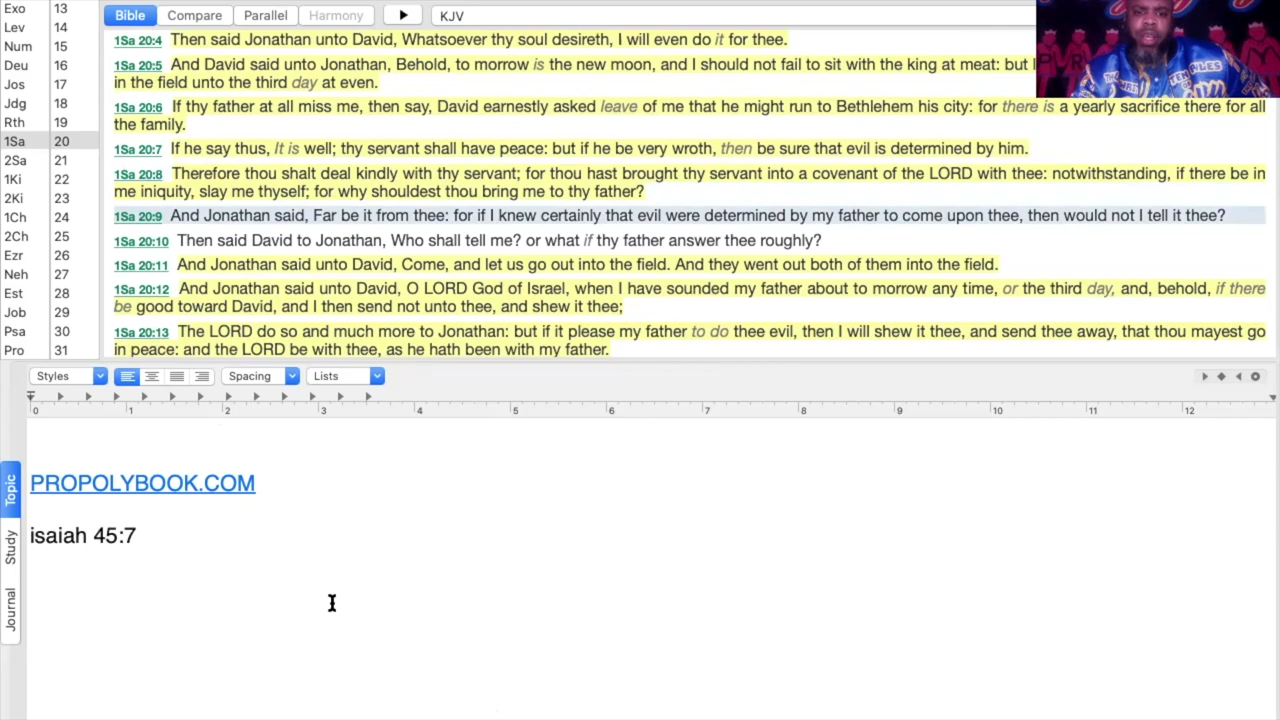 Exo 13
Lev 14
Num 15
Deu 16
Jos 17
Jdg 18
Rth 19
1Sa 20
2Sa 21
1Ki 22
2Ki 23
1Ch 24
2Ch 25
Ezr 26
Neh 27
Est 28
Job 29
Psa 30
Pro 31
Bible Compare Parallel Harmony KJV
1Sa 20:4 Then said Jonathan unto David, Whatsoever thy soul desireth, I will even do it for thee.
1Sa 20:5 And David said unto Jonathan, Behold, to morrow is the new moon, and I should not fail to sit with the king at meat: but
in the field unto the third day at even.
1Sa 20:6 If thy father at all miss me, then say, David earnestly asked leave of me that he might run to Bethlehem his city: for there is a yearly sacrifice there for all
the family.
1Sa 20:7 If he say thus, It is well; thy servant shall have peace: but if he be very wroth, then be sure that evil is determined by him.
1Sa 20:8 Therefore thou shalt deal kindly with thy servant; for thou hast brought thy servant into a covenant of the LORD with thee: notwithstanding, if there be in
me iniquity, slay me thyself; for why shouldest thou bring me to thy father?
1Sa 20:9 And Jonathan said, Far be it from thee: for if I knew certainly that evil were determined by my father to come upon thee, then would not I tell it thee?
1Sa 20:10 Then said David to Jonathan, Who shall tell me? or what if thy father answer thee roughly?
1Sa 20:11 And Jonathan said unto David, Come, and let us go out into the field. And they went out both of them into the field.
1Sa 20:12 And Jonathan said unto David, O LORD God of Israel, when I have sounded my father about to morrow any time, or the third day, and, behold, if there
be good toward David, and I then send not unto thee, and shew it thee;
1Sa 20:13 The LORD do so and much more to Jonathan: but if it please my father to do thee evil, then I will shew it thee, and send thee away, that thou mayest go
in peace: and the LORD be with thee, as he hath been with my father.
Styles Spacing Lists
0 1 2 3 4 5 6 7 8 9 10 11 12
Topic
Study
Journal
PROPOLYBOOK.COM
isaiah 45:7